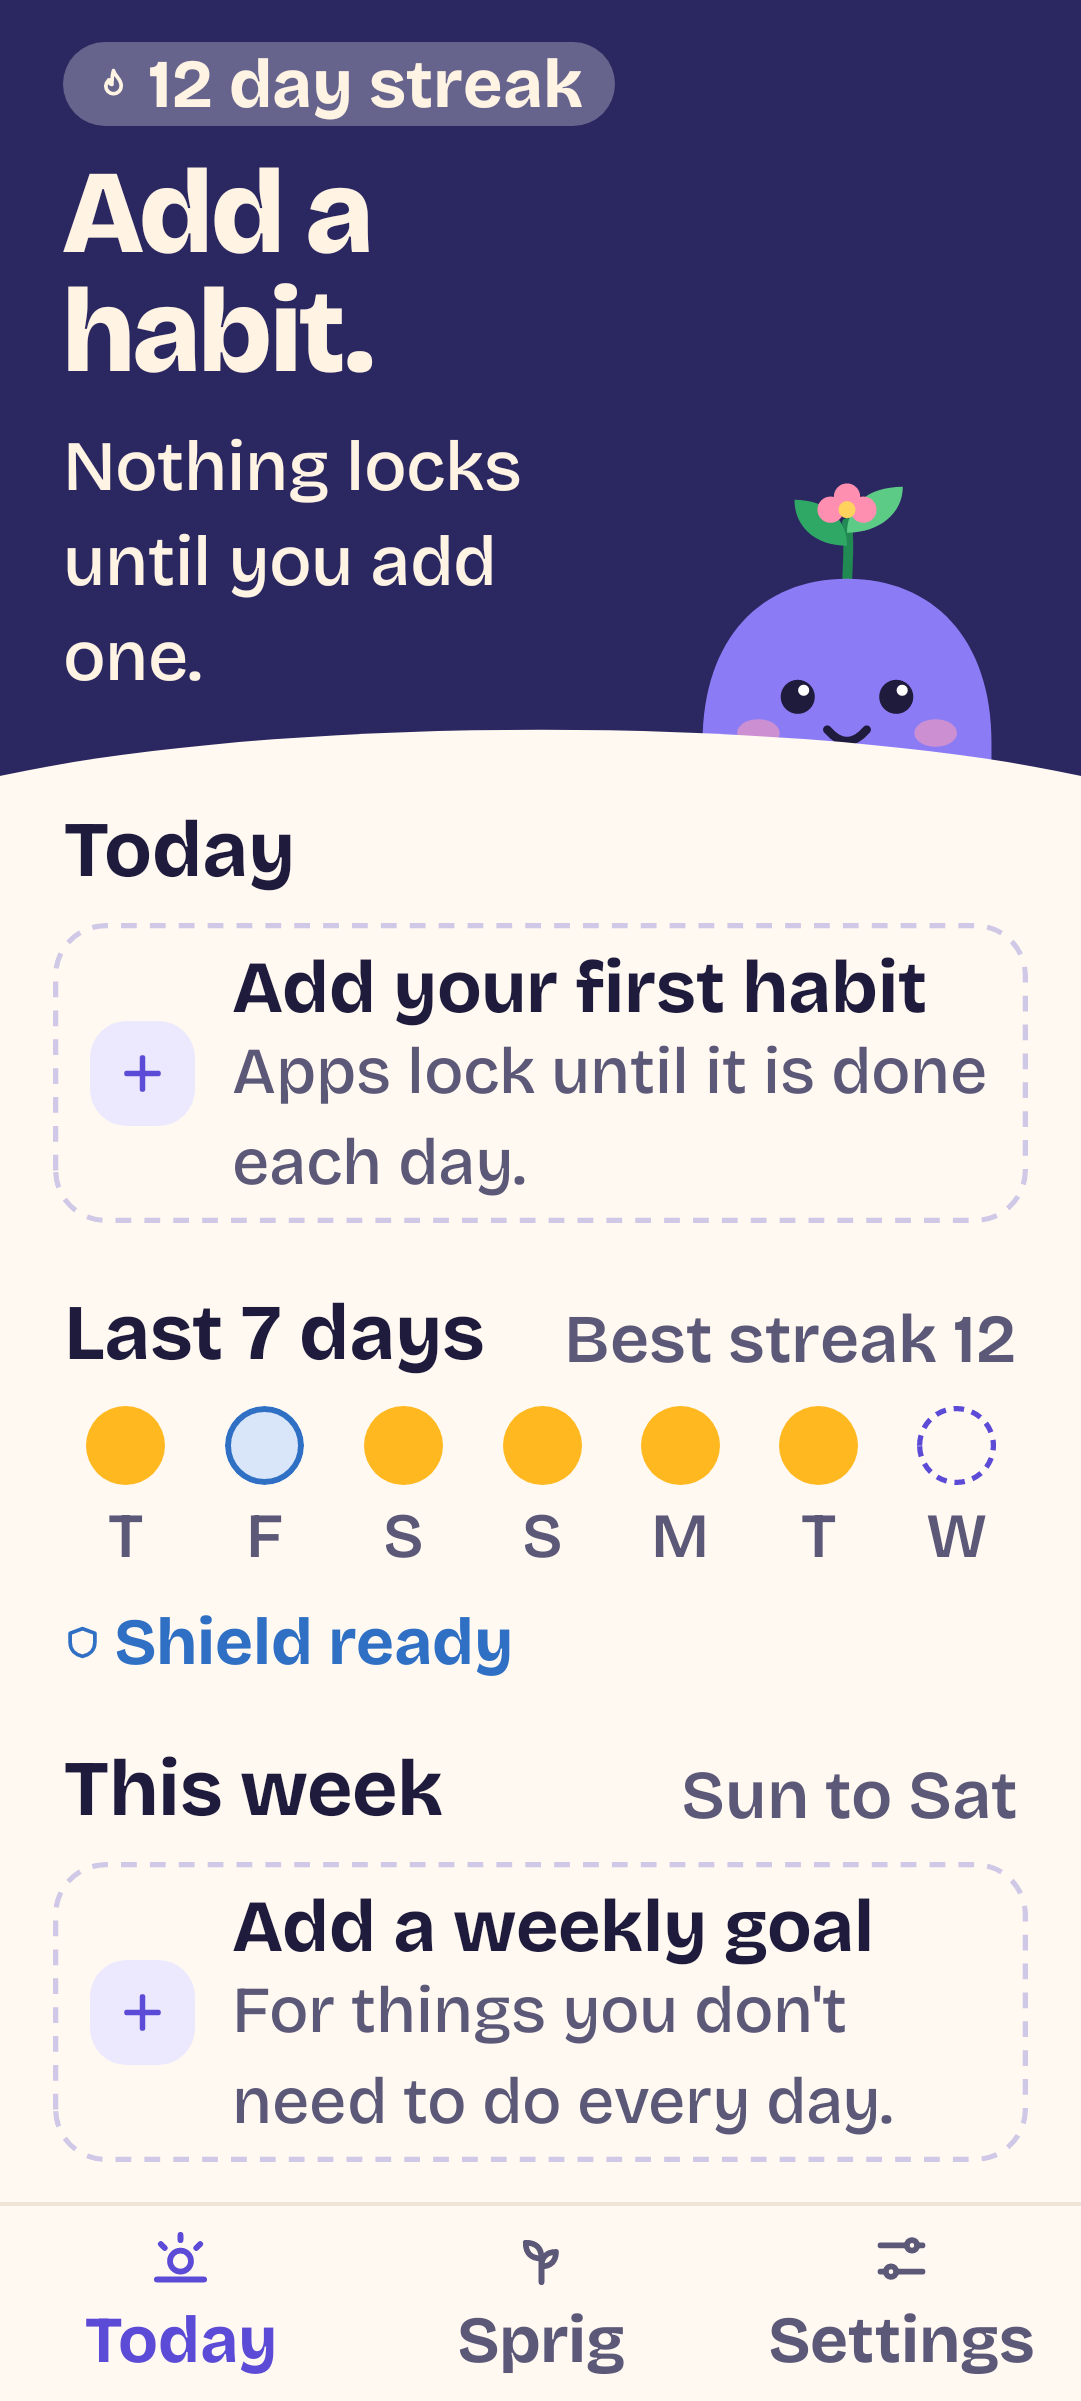 12 day streak
Add a
habit.
Nothing locks
until you add
one.
Today
Add your first habit
Apps lock until it is done
each day.
Last 7 days
Best streak 12
T F S S M T W
Shield ready
This week
Sun to Sat
Add a weekly goal
For things you don't
need to do every day.
Today
Sprig
Settings